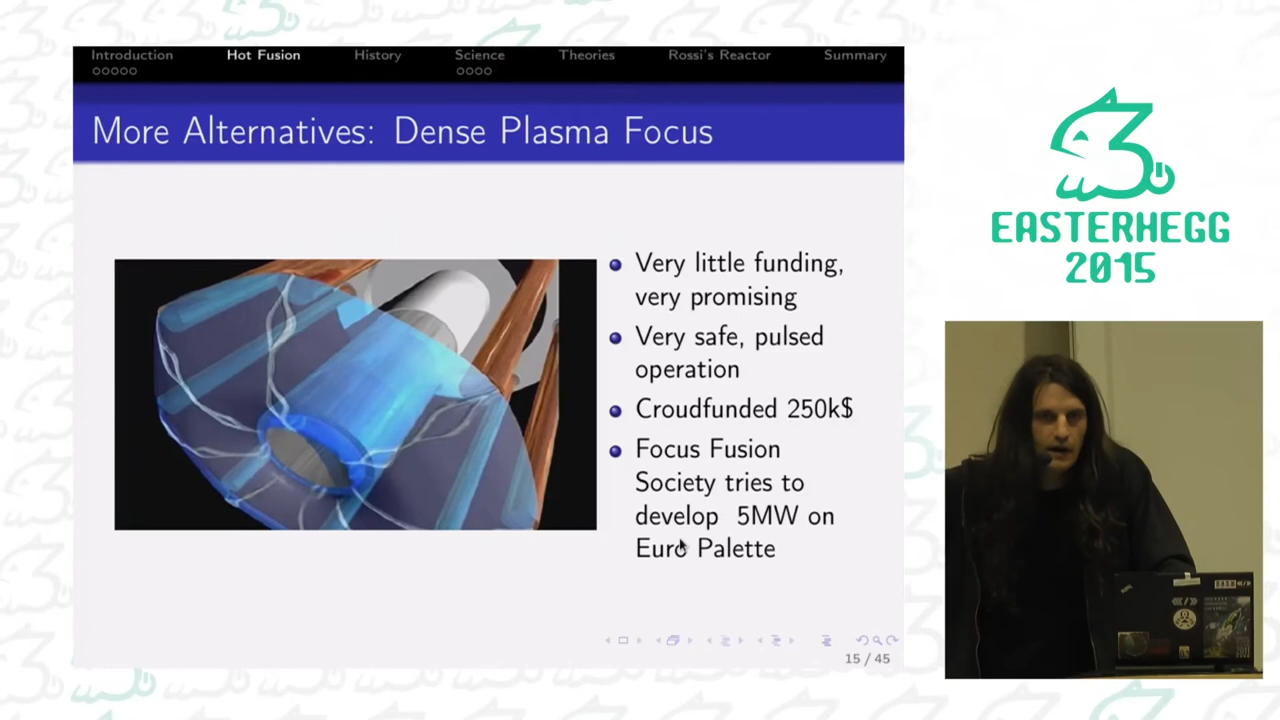 Introduction Hot Fusion History Science Theories Rossi's Reactor Summary
More Alternatives: Dense Plasma Focus
Very little funding,
very promising
Very safe, pulsed
operation
Croudfunded 250k$
Focus Fusion
Society tries to
develop 5MW on
Euro Palette
15 / 45
EASTERHEGG
2015